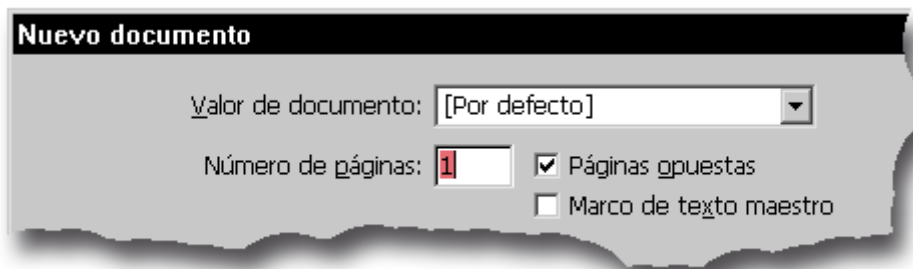 Nuevo documento
Valor de documento: [Por defecto]
Número de páginas: 1 Páginas opuestas
Marco de texto maestro